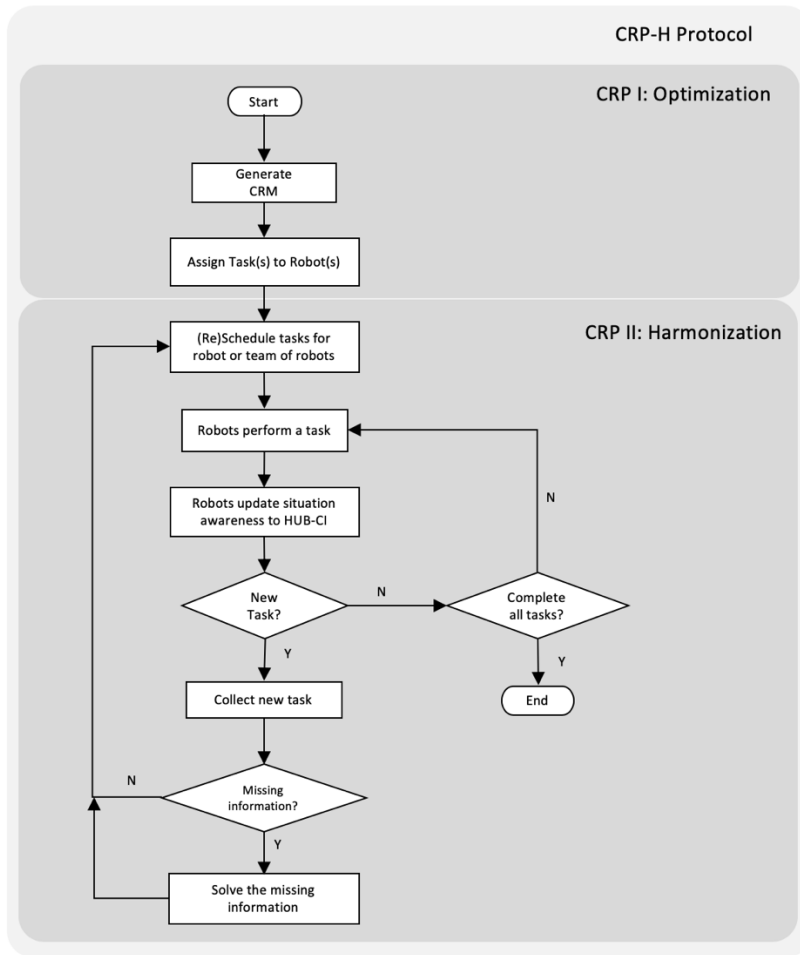 CRP-H Protocol
CRP I: Optimization
Start
Generate
CRM
Assign Task(s) to Robot(s)
CRP II: Harmonization
(Re)Schedule tasks for
robot or team of robots
Robots perform a task
N
Robots update situation
awareness to HUB-CI
New
Task?
N
Complete
all tasks?
Y
Y
Collect new task
End
N
Missing
information?
Y
Solve the missing
information